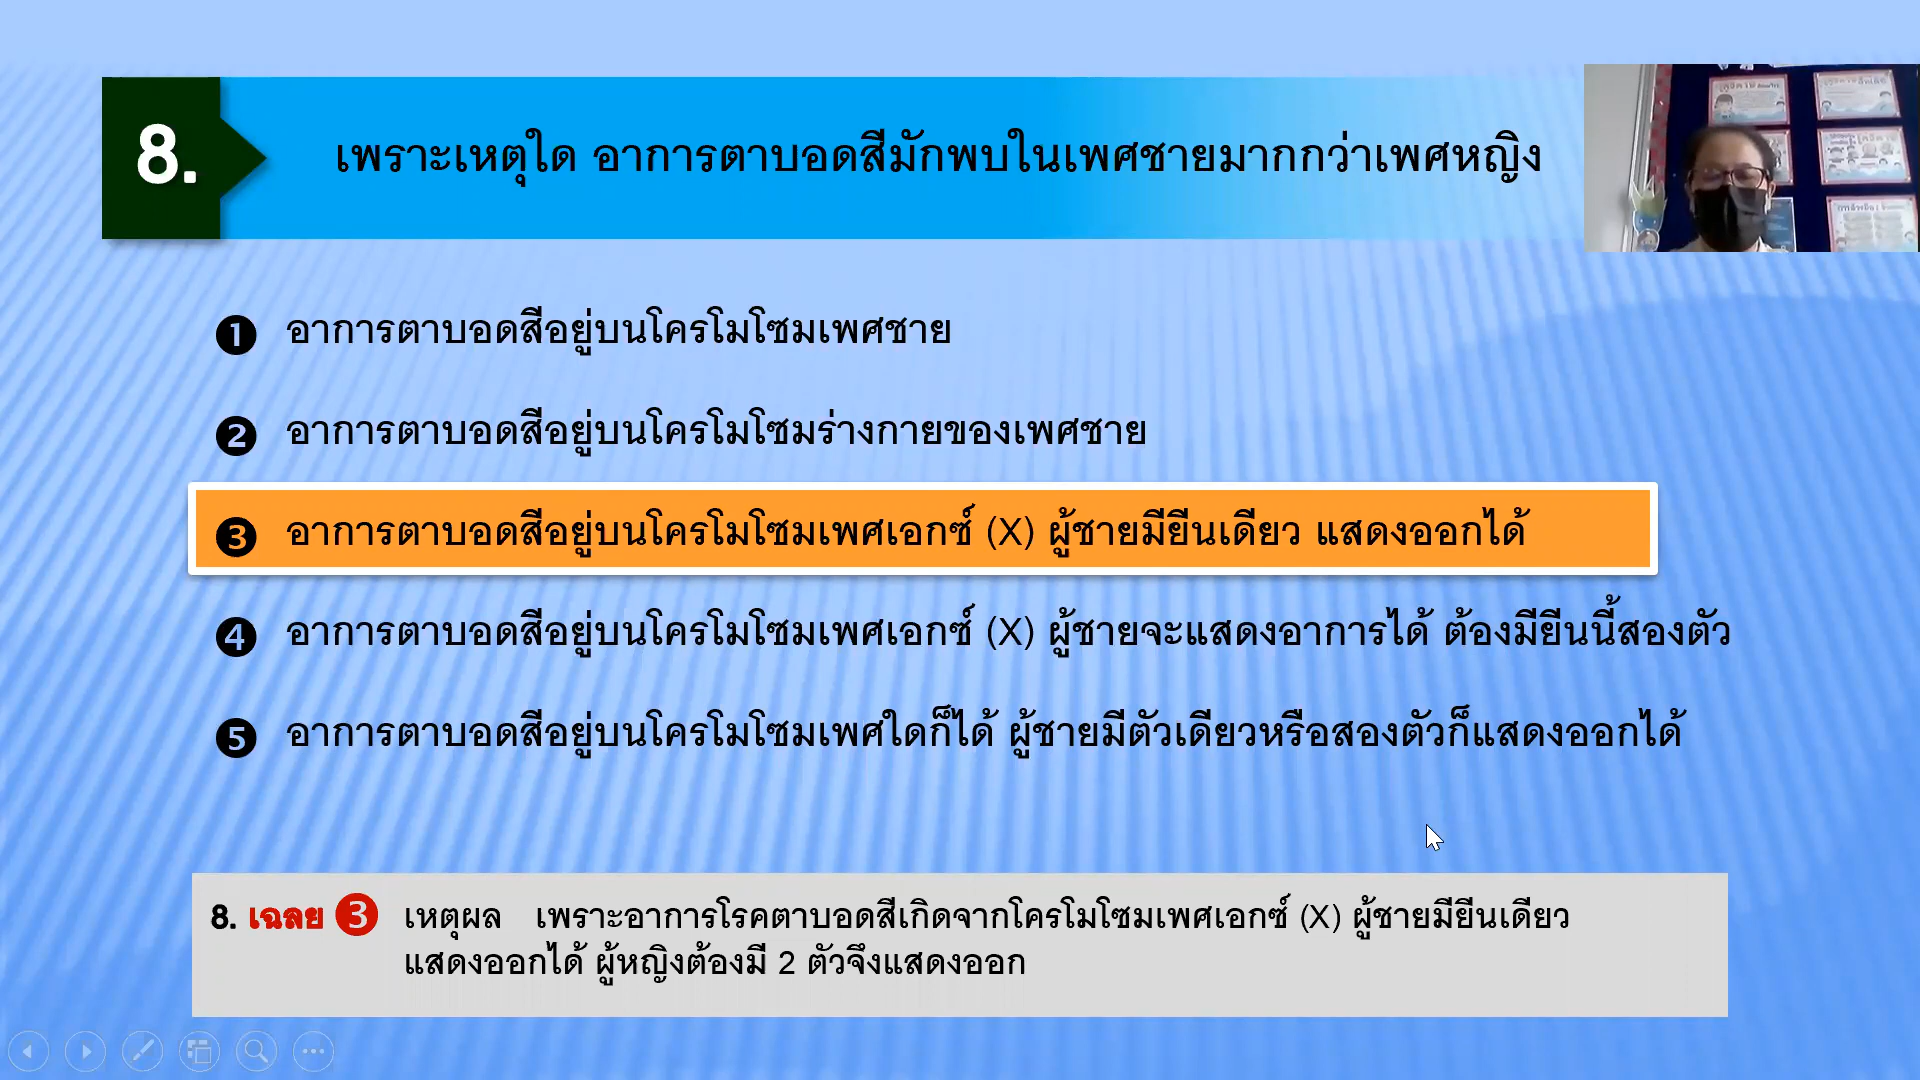 8.
เพราะเหตุใด อาการตาบอดสีมักพบในเพศชายมากกว่าเพศหญิง
❶ อาการตาบอดสีอยู่บนโครโมโซมเพศชาย
❷ อาการตาบอดสีอยู่บนโครโมโซมร่างกายของเพศชาย
❸ อาการตาบอดสีอยู่บนโครโมโซมเพศเอกซ์ (X) ผู้ชายมียีนเดียว แสดงออกได้
❹ อาการตาบอดสีอยู่บนโครโมโซมเพศเอกซ์ (X) ผู้ชายจะแสดงอาการได้ ต้องมียีนนี้สองตัว
❺ อาการตาบอดสีอยู่บนโครโมโซมเพศใดก็ได้ ผู้ชายมีตัวเดียวหรือสองตัวก็แสดงออกได้
8. เฉลย ❸ เหตุผล เพราะอาการโรคตาบอดสีเกิดจากโครโมโซมเพศเอกซ์ (X) ผู้ชายมียีนเดียว
แสดงออกได้ ผู้หญิงต้องมี 2 ตัวจึงแสดงออก